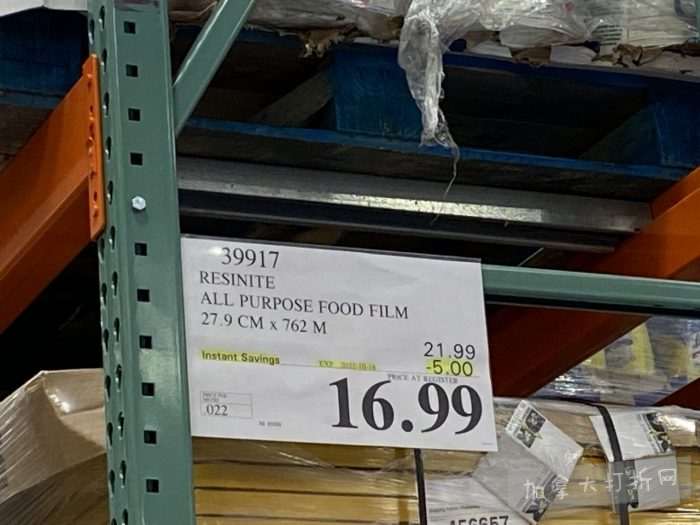 39917
RESINITE
ALL PURPOSE FOOD FILM
27.9 CM x 762 M
21.99
Instant Savings EXP. -5.00
PRICE AT REGISTER
16.99
022
加拿大打折网